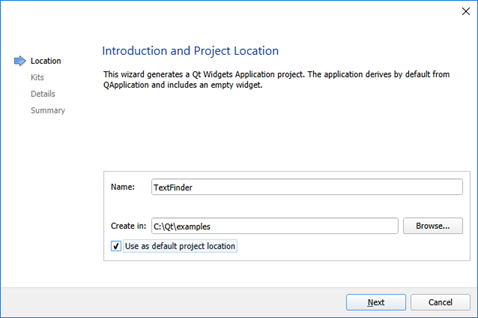 Introduction and Project Location
Location
Kits
Details
Summary
This wizard generates a Qt Widgets Application project. The application derives by default from
QApplication and includes an empty widget.
Name: TextFinder
Create in: C:\Qt\examples Browse...
Use as default project location
Next Cancel